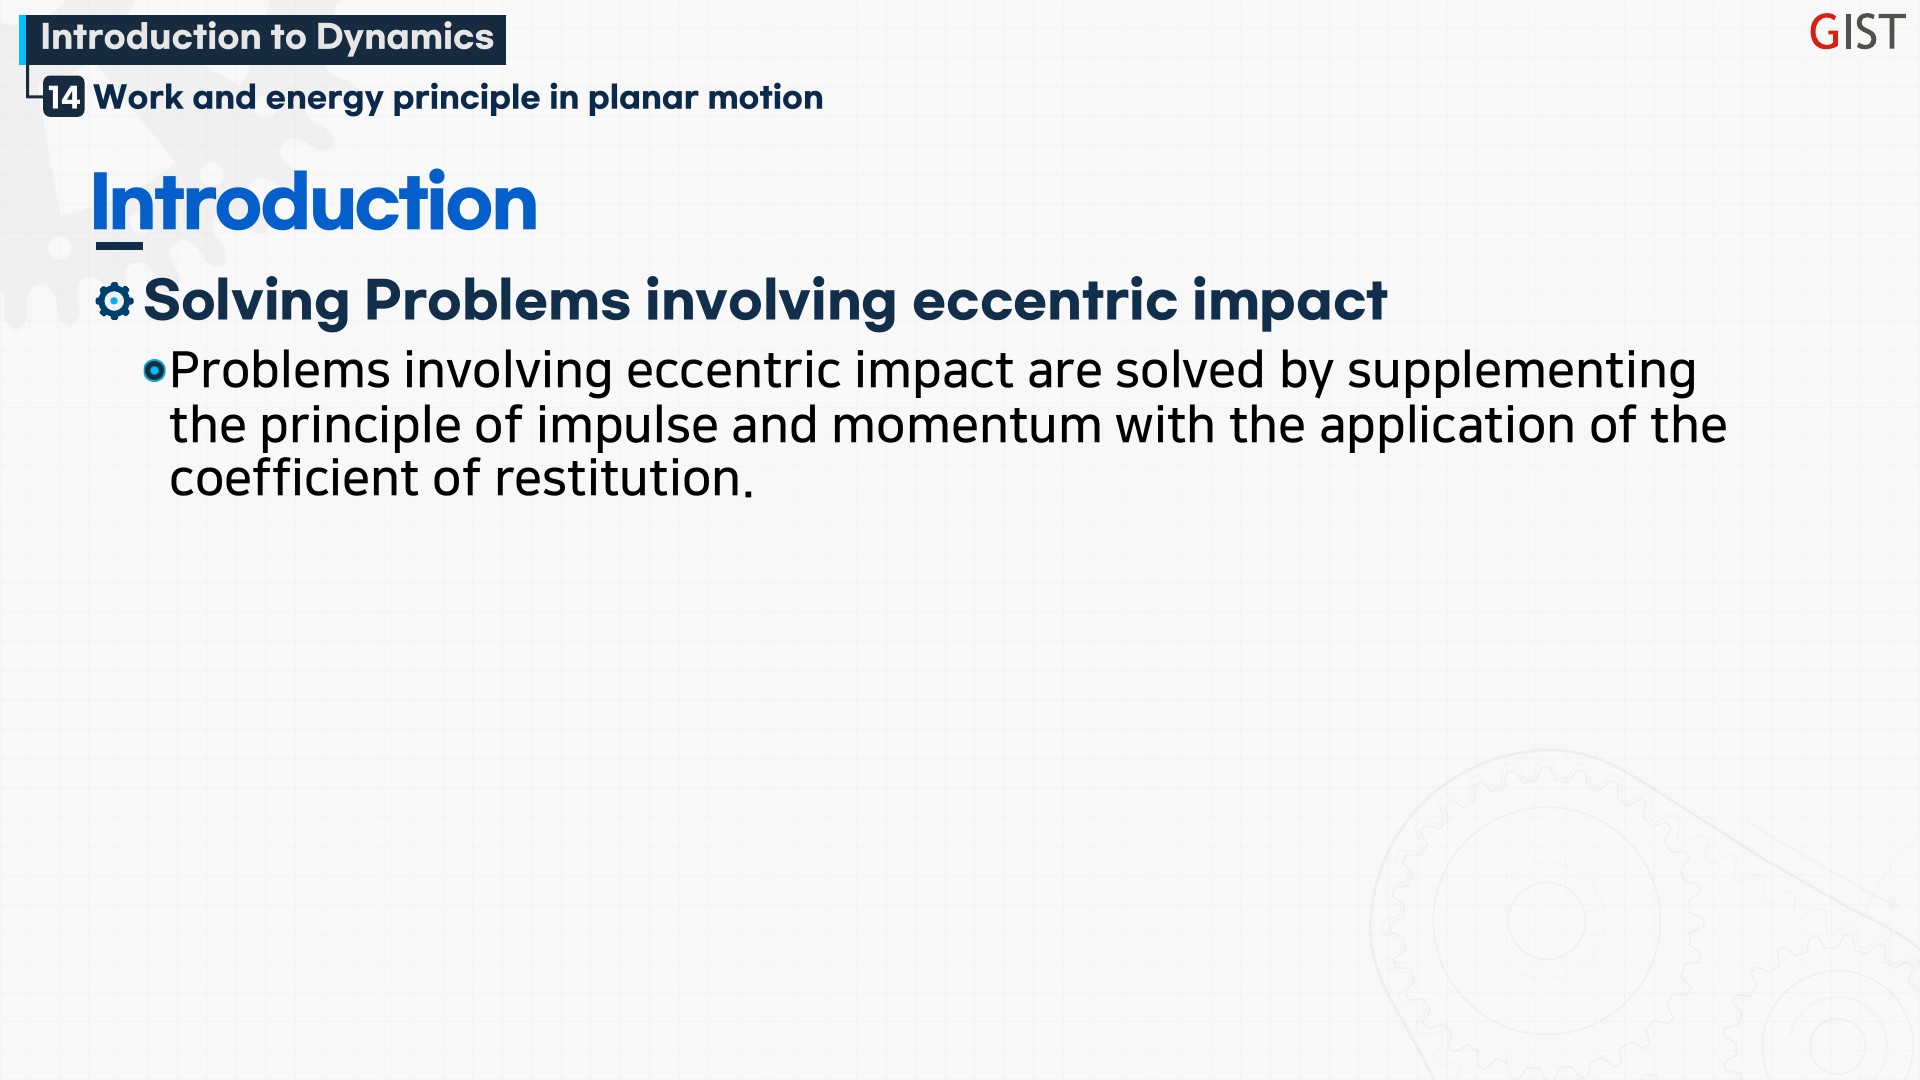 Introduction to Dynamics
GIST
14 Work and energy principle in planar motion
Introduction
Solving Problems involving eccentric impact
Problems involving eccentric impact are solved by supplementing
the principle of impulse and momentum with the application of the
coefficient of restitution.